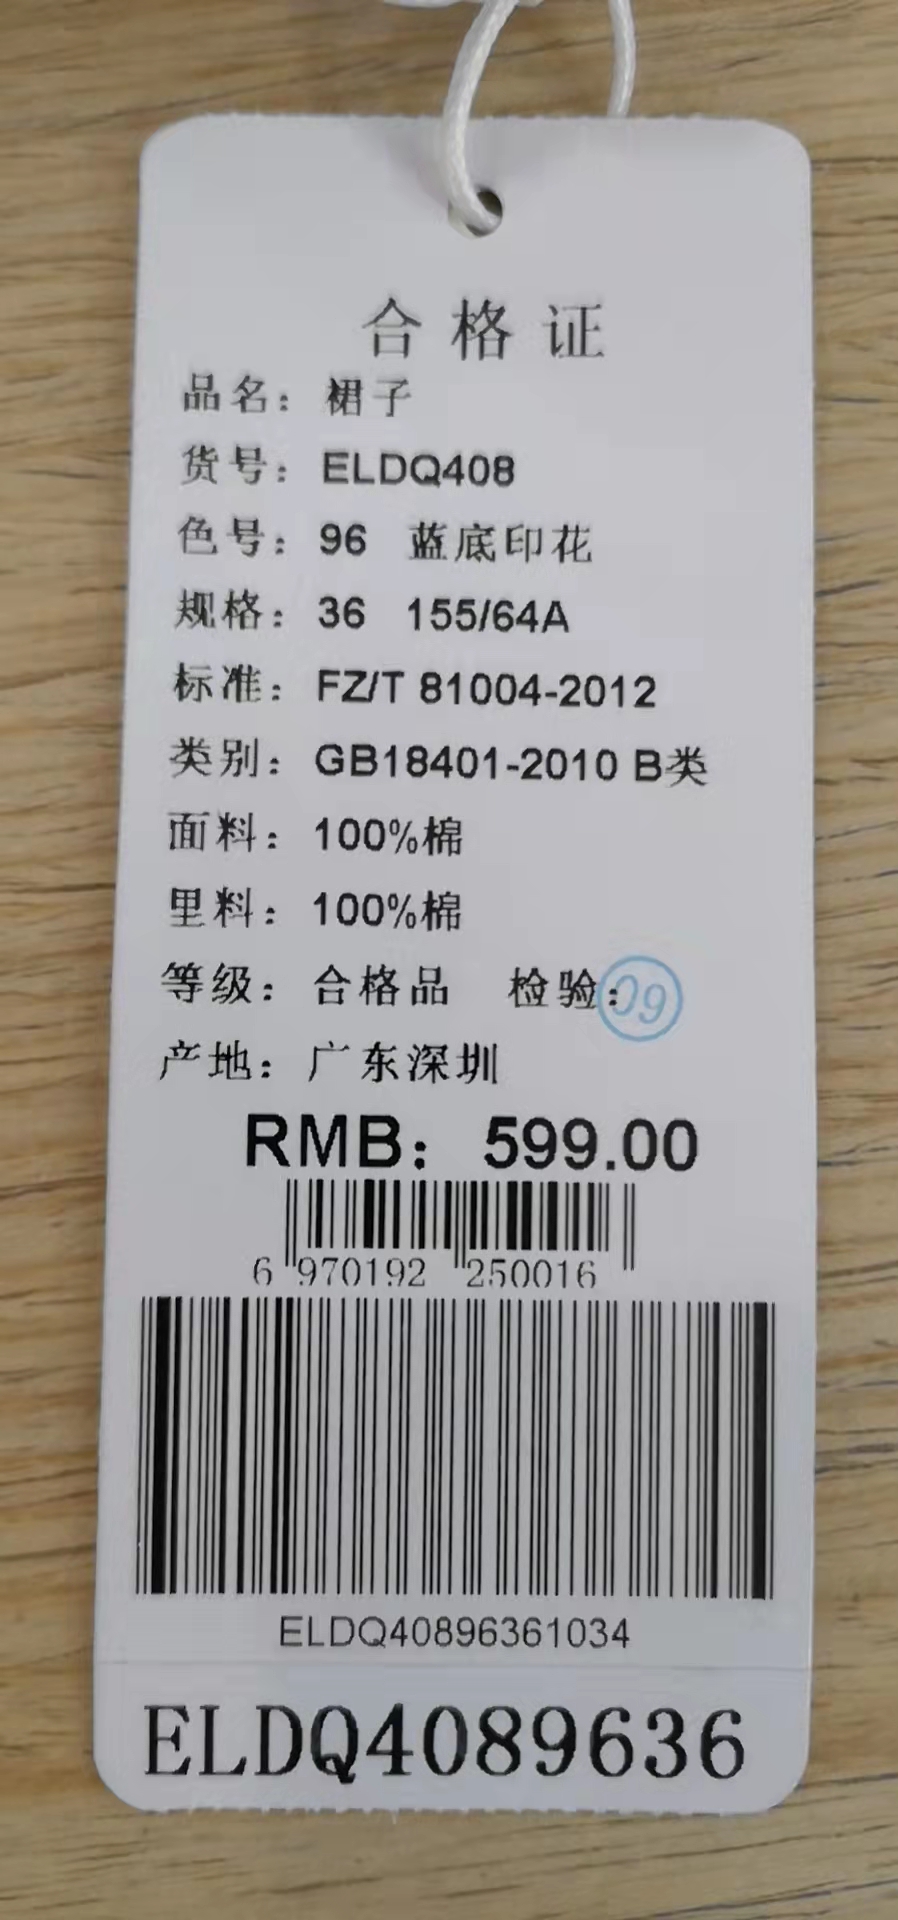 合格证
品名：裙子
货号：ELDQ408
色号：96 蓝底印花
规格：36 155/64A
标准：FZ/T 81004-2012
类别：GB18401-2010 B类
面料：100%棉
里料：100%棉
等级：合格品 检验：09
产地：广东深圳
RMB：599.00
6 970192 250016
ELDQ40896361034
ELDQ4089636